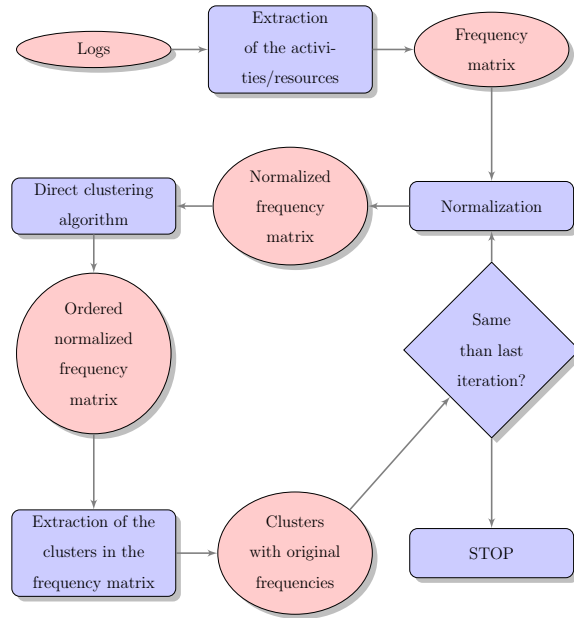 Logs
Extraction
of the activi-
ties/resources
Frequency
matrix
Direct clustering
algorithm
Normalized
frequency
matrix
Normalization
Ordered
normalized
frequency
matrix
Same
than last
iteration?
Extraction of the
clusters in the
frequency matrix
Clusters
with original
frequencies
STOP